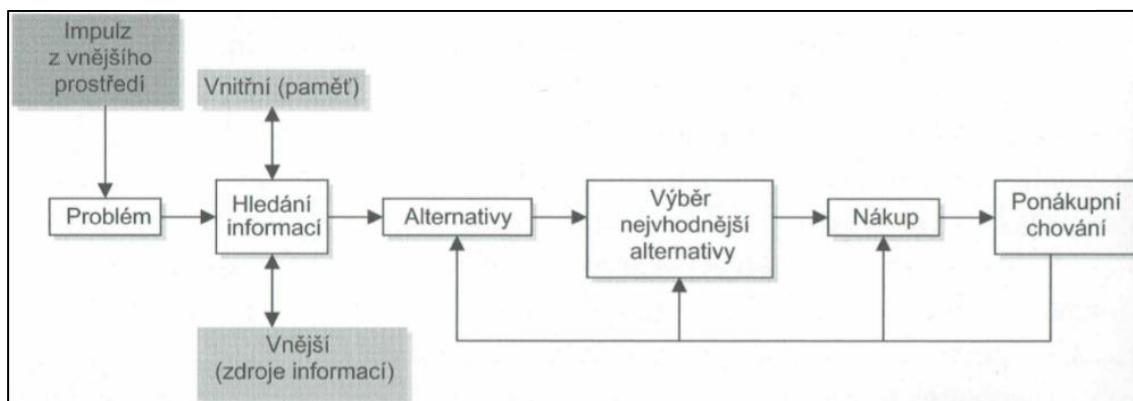 Impulz
z vnějšího
prostředí
Vnitřní (paměť)
Problém
Hledání
informací
Alternativy
Výběr
nejvhodnější
alternativy
Nákup
Ponákupní
chování
Vnější
(zdroje informací)